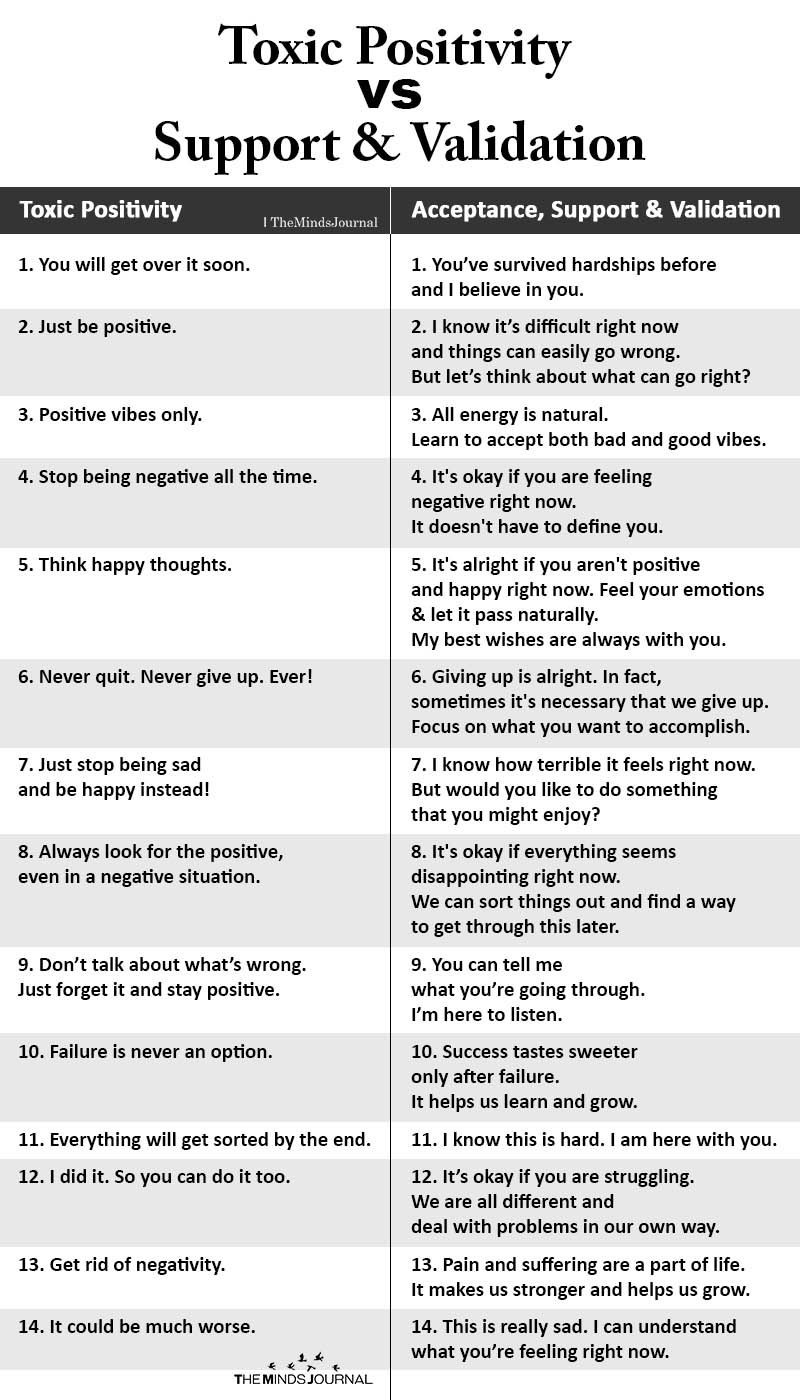 Toxic Positivity
vs
Support & Validation
Toxic Positivity
| TheMindsJournal
Acceptance, Support & Validation
1. You will get over it soon.
1. You’ve survived hardships before
and I believe in you.
2. Just be positive.
2. I know it’s difficult right now
and things can easily go wrong.
But let’s think about what can go right?
3. Positive vibes only.
3. All energy is natural.
Learn to accept both bad and good vibes.
4. Stop being negative all the time.
4. It's okay if you are feeling
negative right now.
It doesn't have to define you.
5. Think happy thoughts.
5. It's alright if you aren't positive
and happy right now. Feel your emotions
& let it pass naturally.
My best wishes are always with you.
6. Never quit. Never give up. Ever!
6. Giving up is alright. In fact,
sometimes it's necessary that we give up.
Focus on what you want to accomplish.
7. Just stop being sad
and be happy instead!
7. I know how terrible it feels right now.
But would you like to do something
that you might enjoy?
8. Always look for the positive,
even in a negative situation.
8. It's okay if everything seems
disappointing right now.
We can sort things out and find a way
to get through this later.
9. Don’t talk about what’s wrong.
Just forget it and stay positive.
9. You can tell me
what you’re going through.
I’m here to listen.
10. Failure is never an option.
10. Success tastes sweeter
only after failure.
It helps us learn and grow.
11. Everything will get sorted by the end.
11. I know this is hard. I am here with you.
12. I did it. So you can do it too.
12. It’s okay if you are struggling.
We are all different and
deal with problems in our own way.
13. Get rid of negativity.
13. Pain and suffering are a part of life.
It makes us stronger and helps us grow.
14. It could be much worse.
14. This is really sad. I can understand
what you’re feeling right now.
THEMINDSJOURNAL